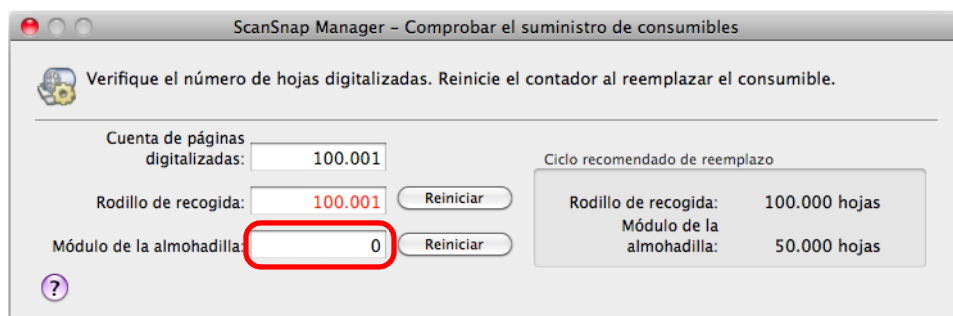 ScanSnap Manager – Comprobar el suministro de consumibles
Verifique el número de hojas digitalizadas. Reinicie el contador al reemplazar el consumible.
Cuenta de páginas
digitalizadas: 100.001
Ciclo recomendado de reemplazo
Rodillo de recogida: 100.001 Reiniciar Rodillo de recogida: 100.000 hojas
Módulo de la almohadilla: 0 Reiniciar Módulo de la
almohadilla: 50.000 hojas
?